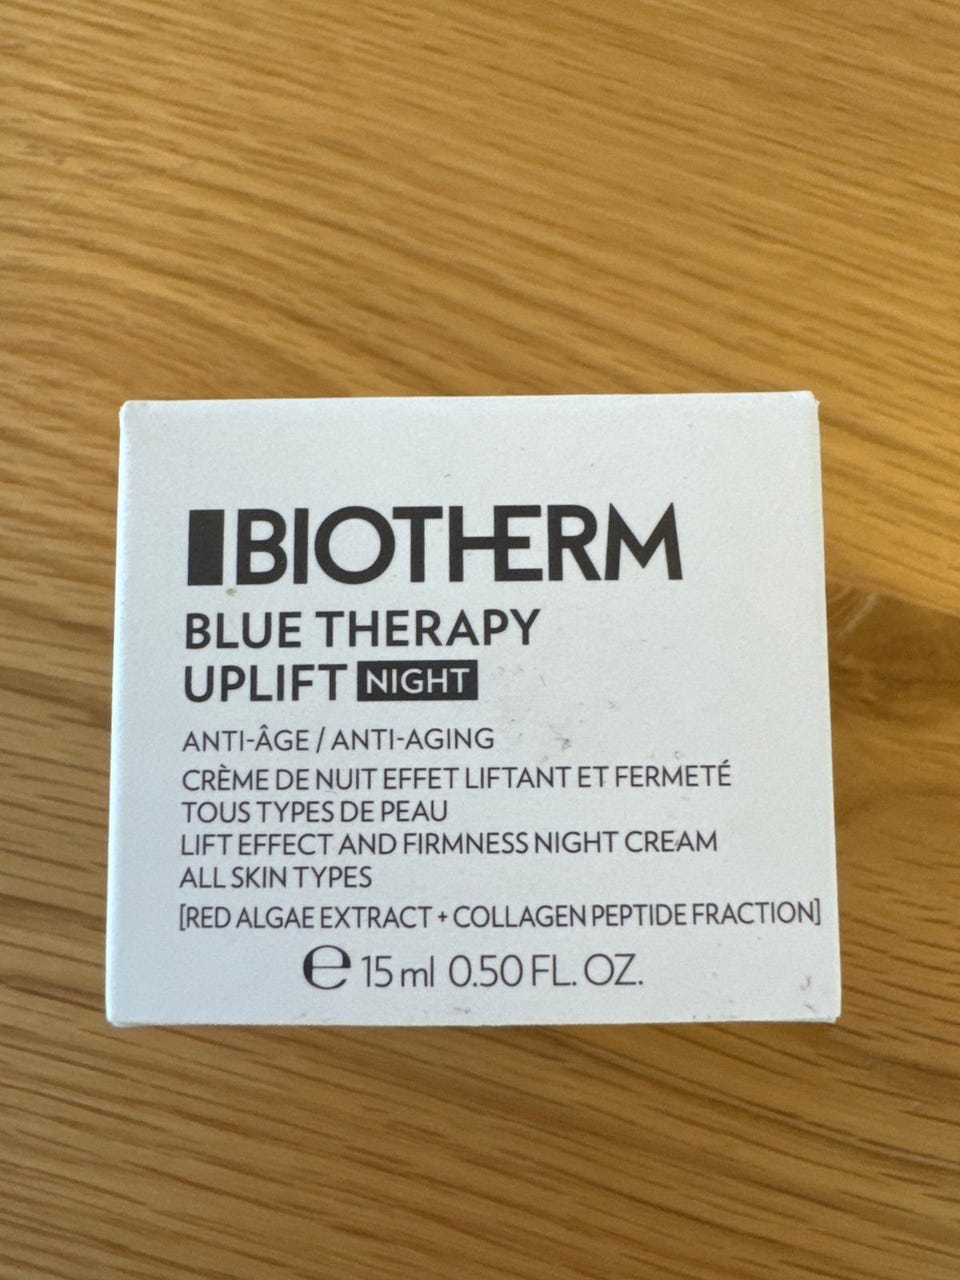 BIOTHERM
BLUE THERAPY
UPLIFT NIGHT
ANTI-ÂGE / ANTI-AGING
CRÈME DE NUIT EFFET LIFTANT ET FERMETÉ
TOUS TYPES DE PEAU
LIFT EFFECT AND FIRMNESS NIGHT CREAM
ALL SKIN TYPES
[RED ALGAE EXTRACT + COLLAGEN PEPTIDE FRACTION]
℮ 15 ml 0.50 FL. OZ.